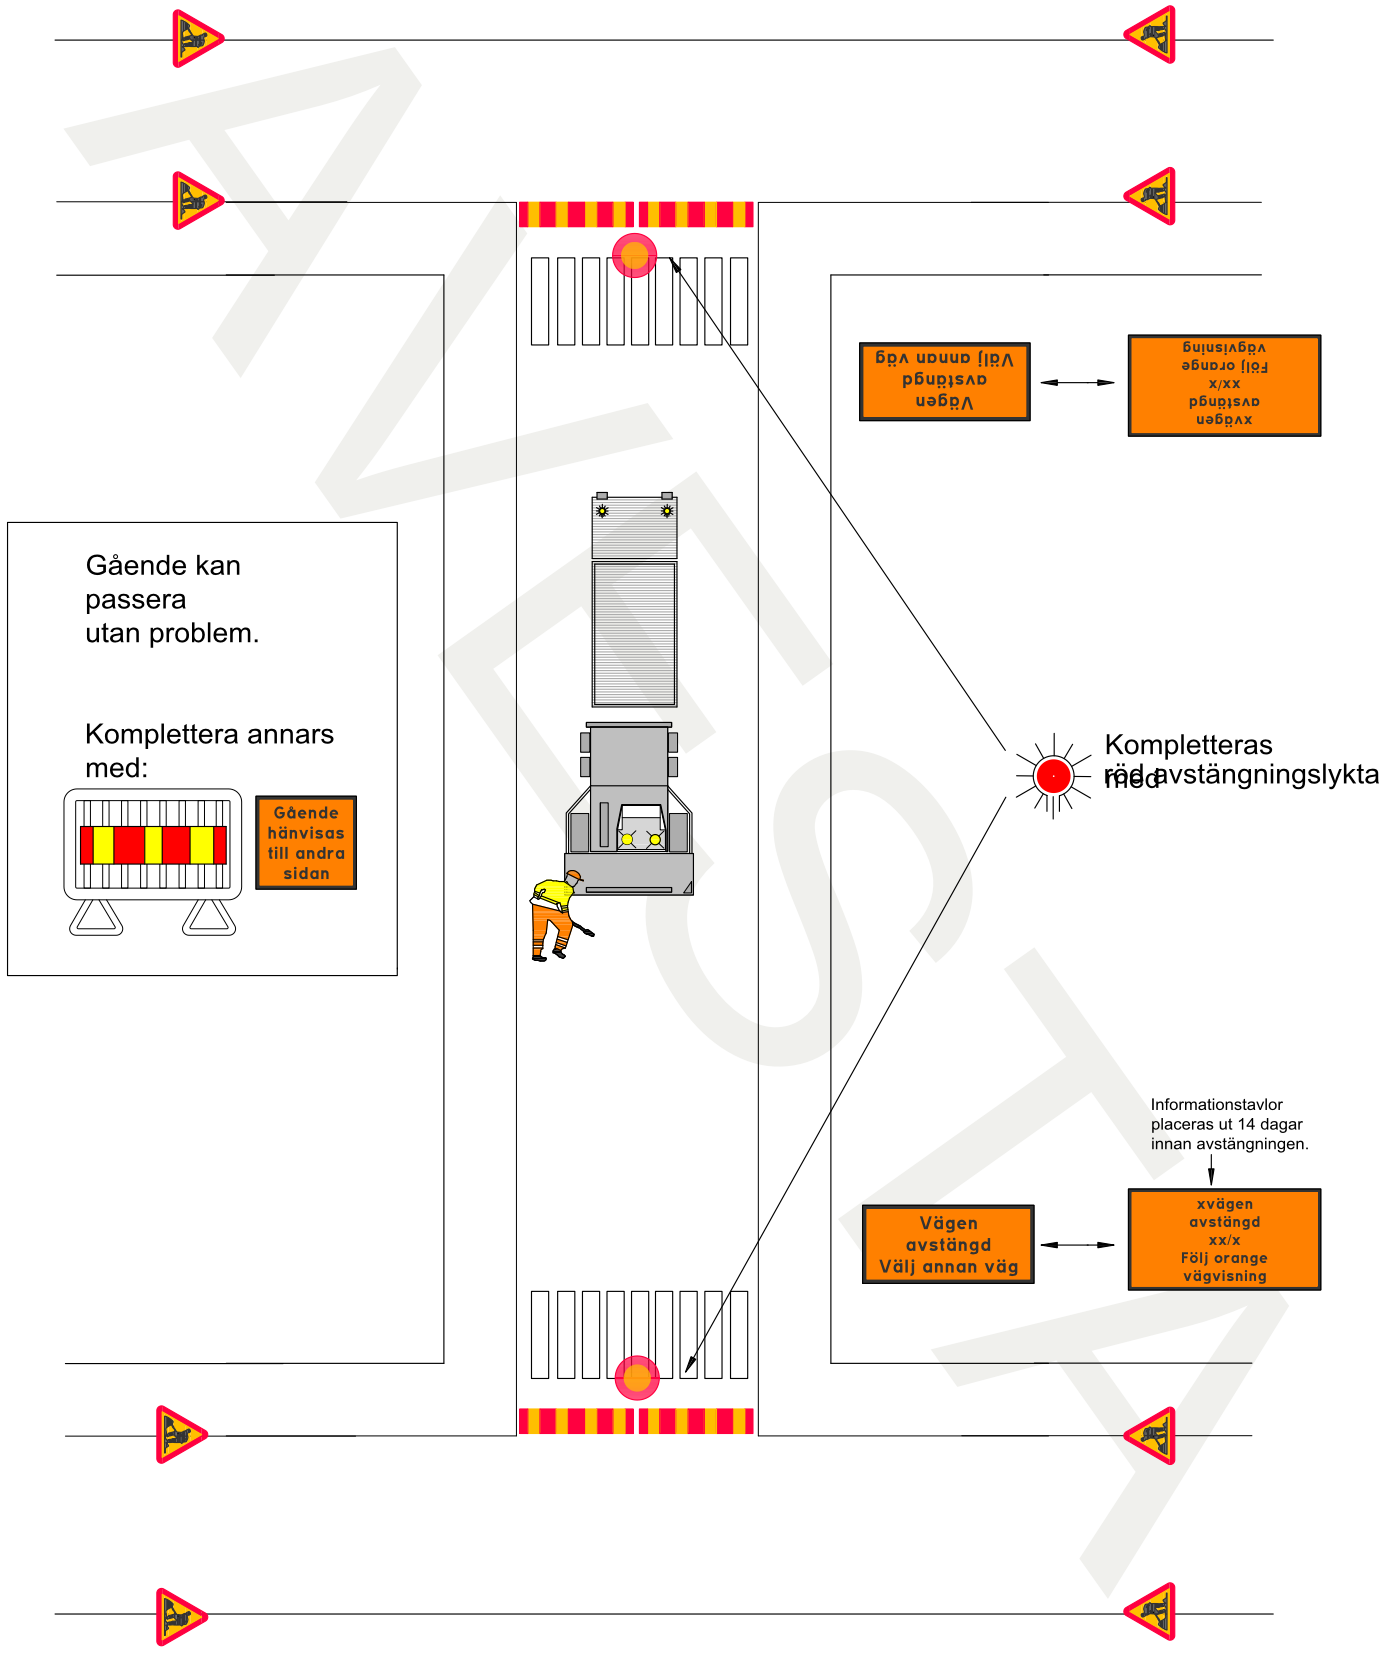 Vägen
avstängd
Välj annan väg
xvägen
avstängd
xx/x
Följ orange
vägvisning
Gående kan
passera
utan problem.
Komplettera annars
med:
Gående
hänvisas
till andra
sidan
Kompletteras
med
röd avstängningslykta
Informationstavlor
placeras ut 14 dagar
innan avstängningen.
Vägen
avstängd
Välj annan väg
xvägen
avstängd
xx/x
Följ orange
vägvisning
AVESTA